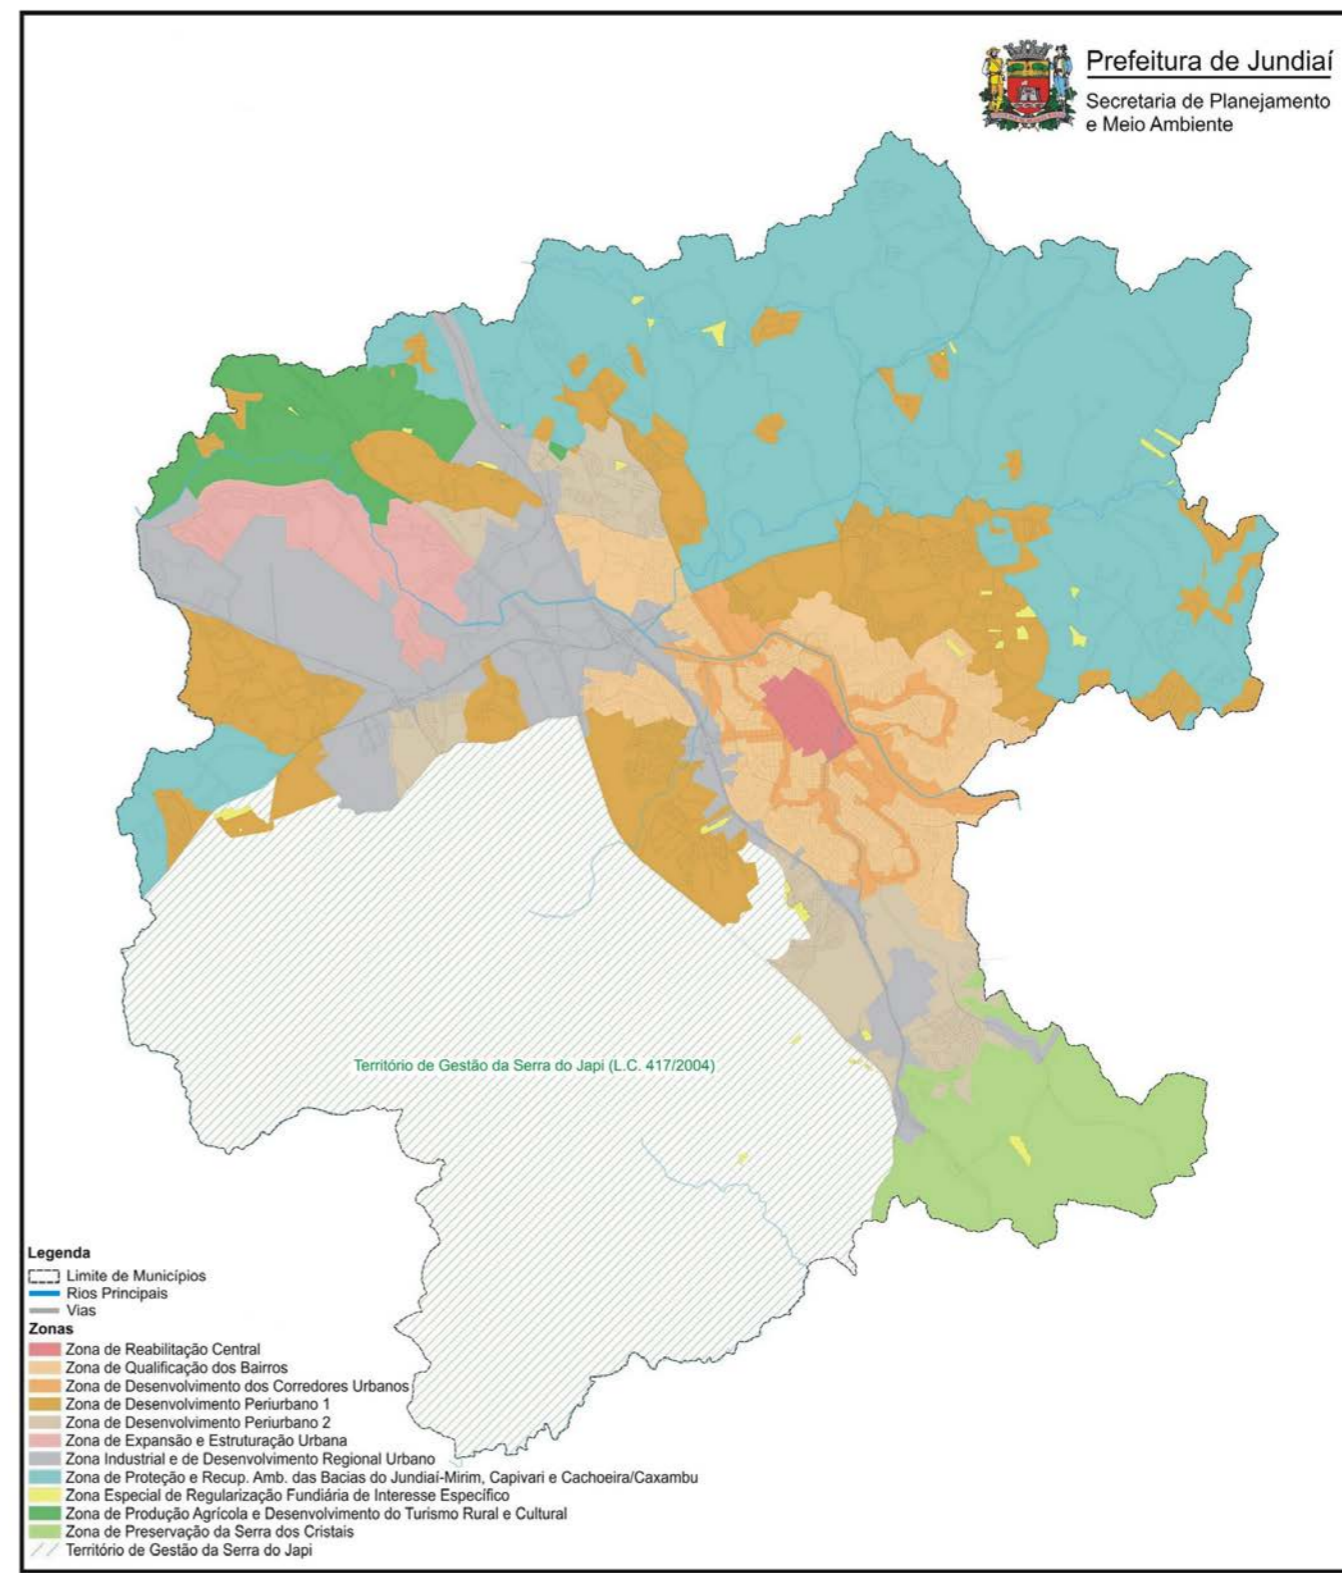 Prefeitura de Jundiaí
Secretaria de Planejamento
e Meio Ambiente
Território de Gestão da Serra do Japi (L.C. 417/2004)
Legenda
Limite de Municípios
Rios Principais
Vias
Zonas
Zona de Reabilitação Central
Zona de Qualificação dos Bairros
Zona de Desenvolvimento dos Corredores Urbanos
Zona de Desenvolvimento Periurbano 1
Zona de Desenvolvimento Periurbano 2
Zona de Expansão e Estruturação Urbana
Zona Industrial e de Desenvolvimento Regional Urbano
Zona de Proteção e Recup. Amb. das Bacias do Jundiaí-Mirim, Capivari e Cachoeira/Caxambu
Zona Especial de Regularização Fundiária de Interesse Específico
Zona de Produção Agrícola e Desenvolvimento do Turismo Rural e Cultural
Zona de Preservação da Serra dos Cristais
Território de Gestão da Serra do Japi